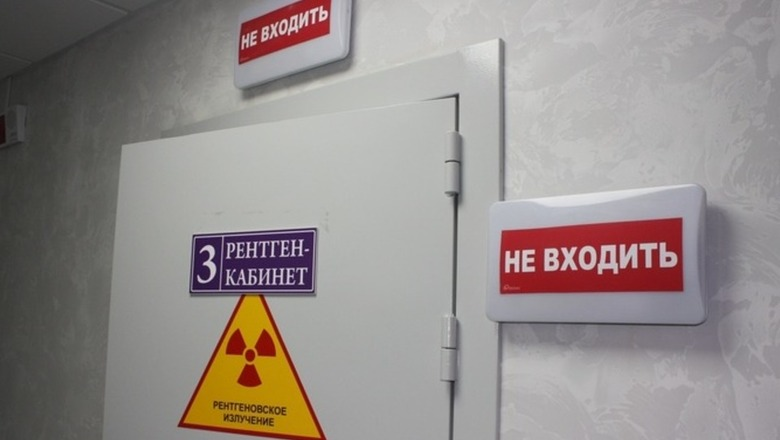 НЕ ВХОДИТЬ
НЕ ВХОДИТЬ
3 РЕНТГЕН-
КАБИНЕТ
РЕНТГЕНОВСКОЕ
ИЗЛУЧЕНИЕ